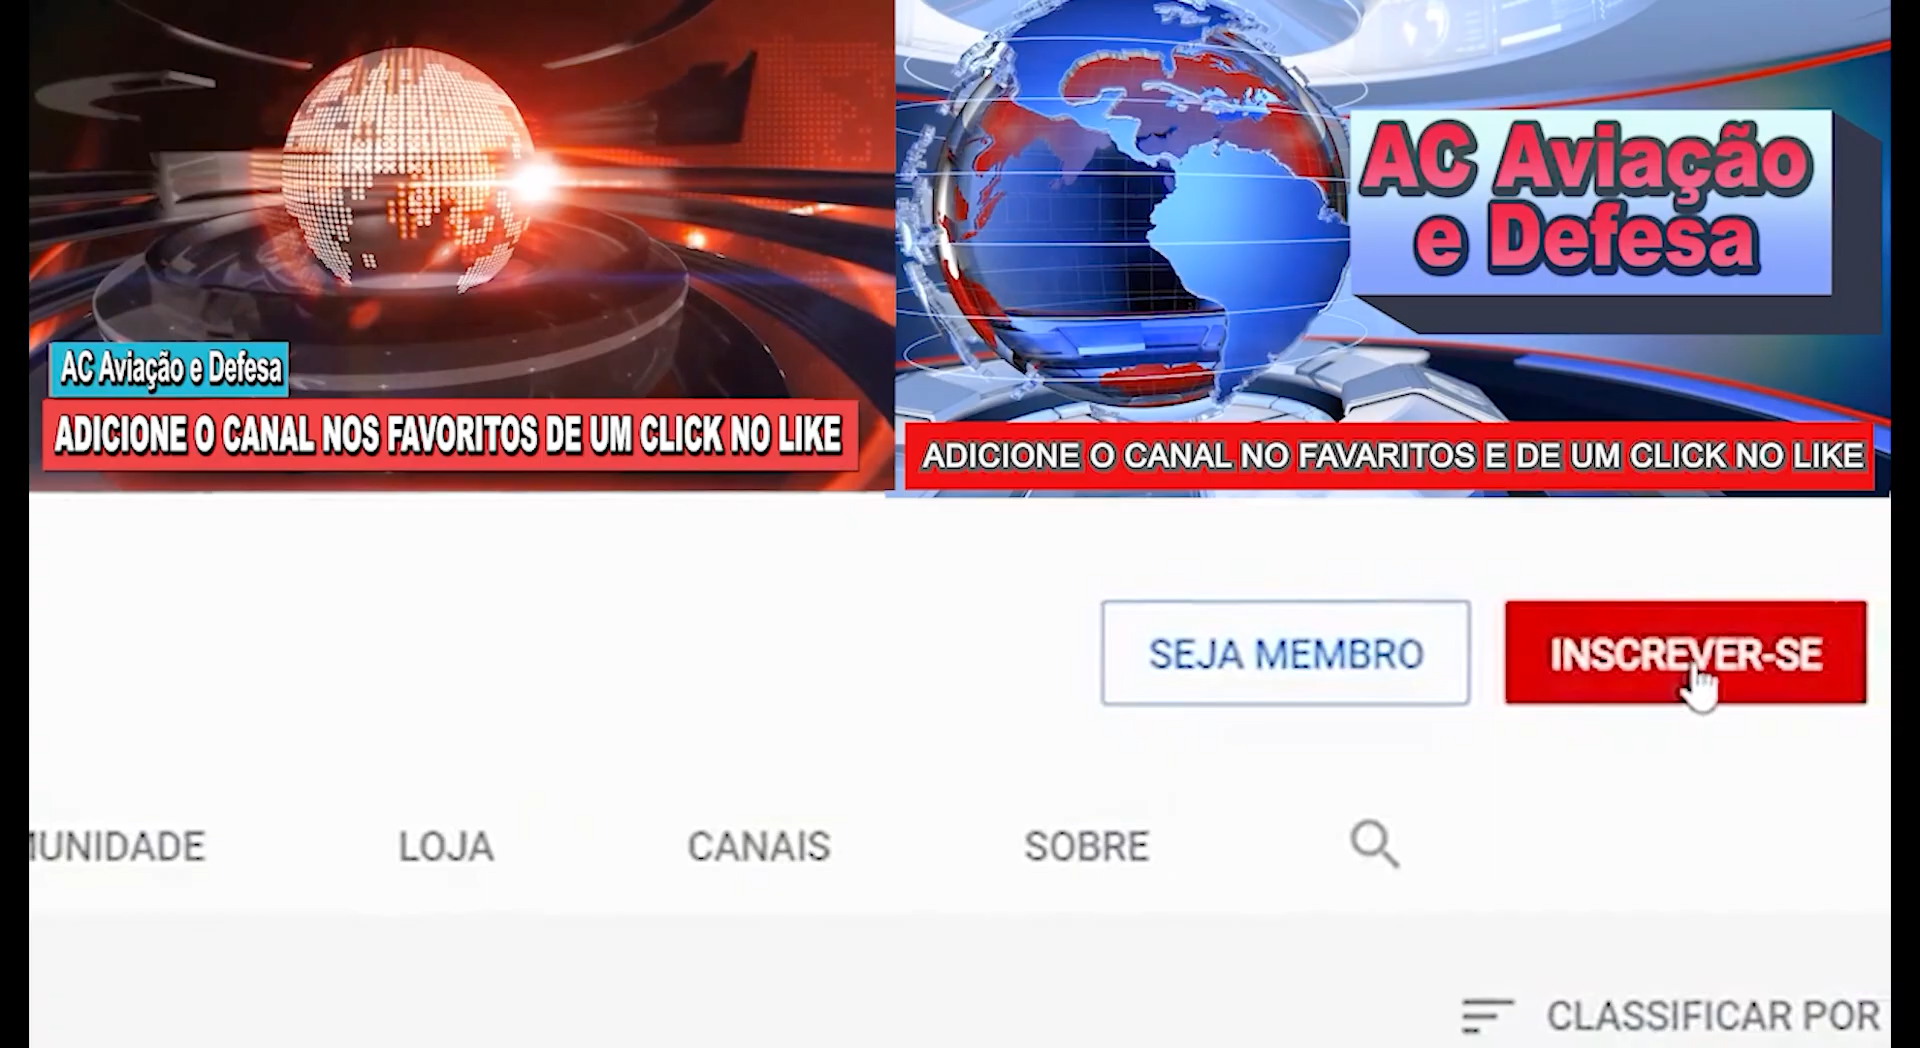 AC Aviação
e Defesa
AC Aviação e Defesa
ADICIONE O CANAL NOS FAVORITOS DE UM CLICK NO LIKE
ADICIONE O CANAL NO FAVARITOS E DE UM CLICK NO LIKE
SEJA MEMBRO
INSCREVER-SE
MUNIDADE
LOJA
CANAIS
SOBRE
CLASSIFICAR POR